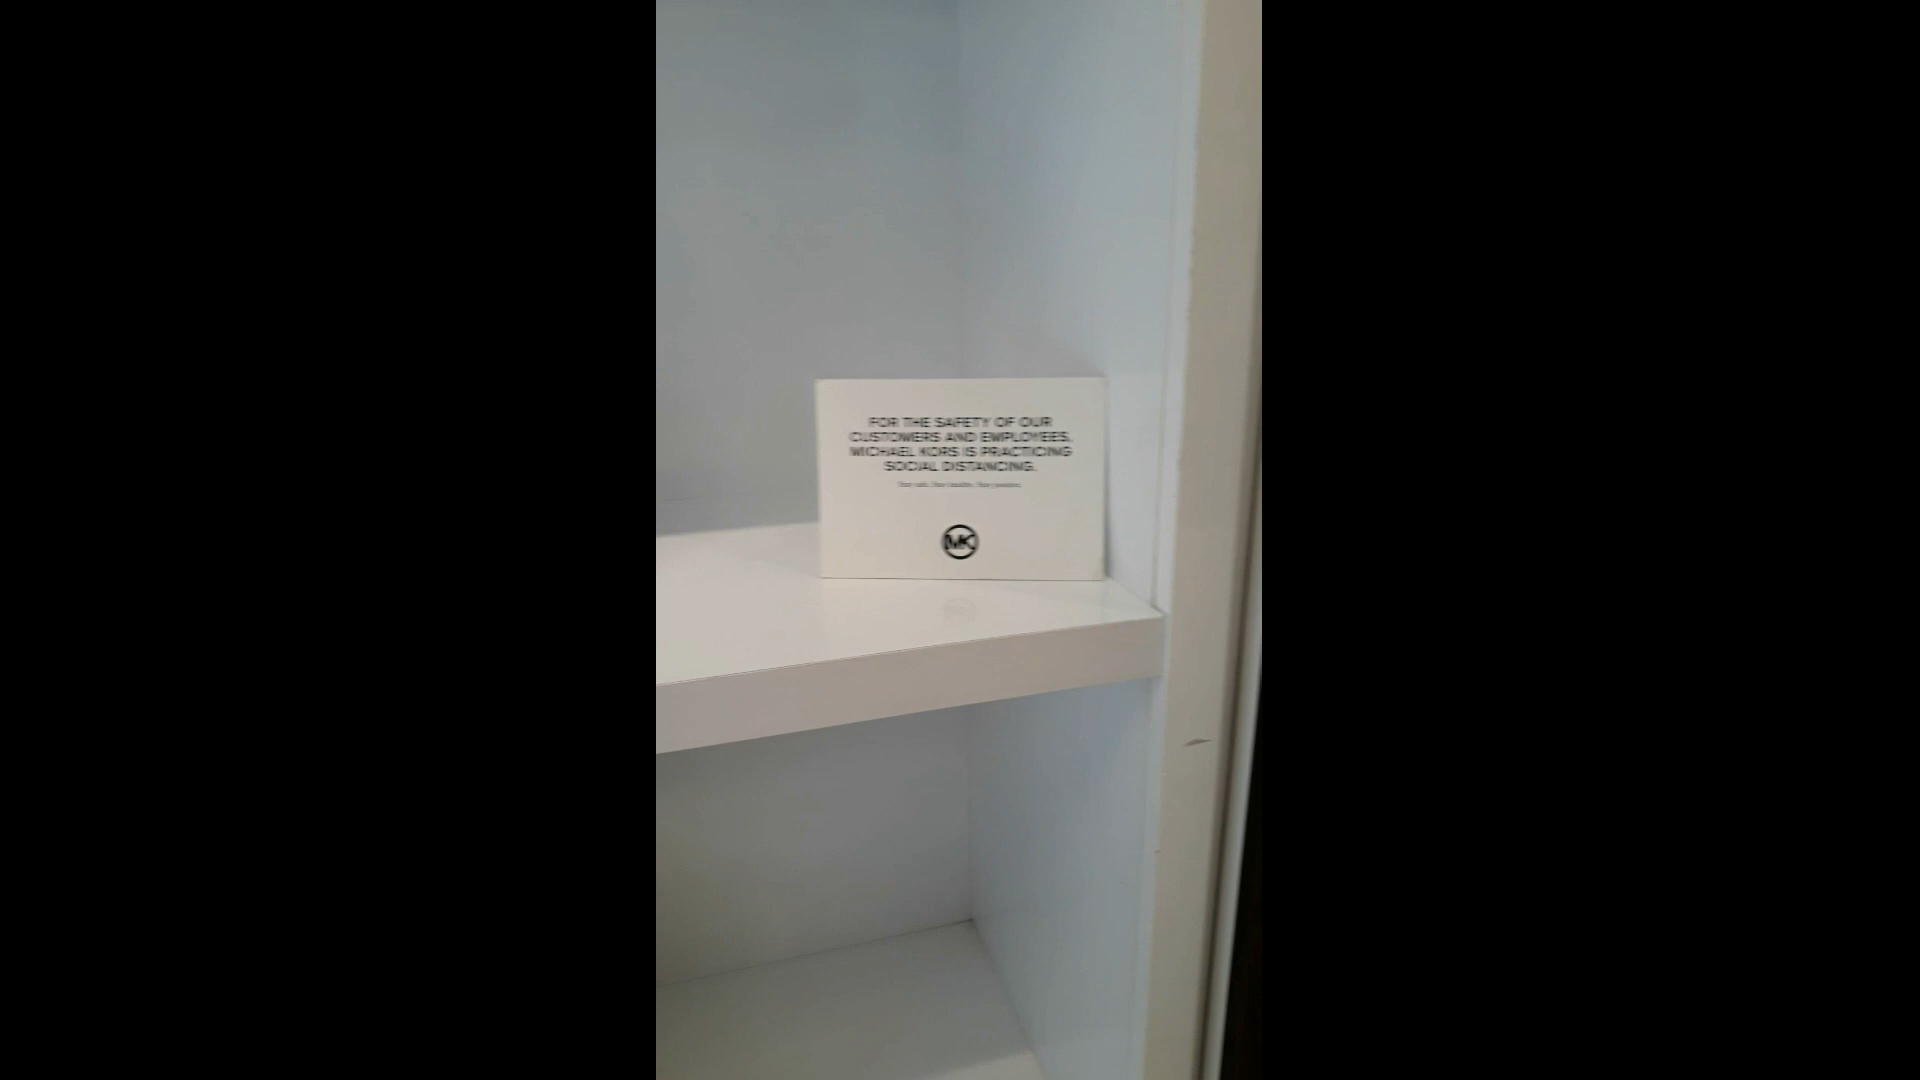 FOR THE SAFETY OF OUR
CUSTOMERS AND EMPLOYEES,
MICHAEL KORS IS PRACTICING
SOCIAL DISTANCING.
MK